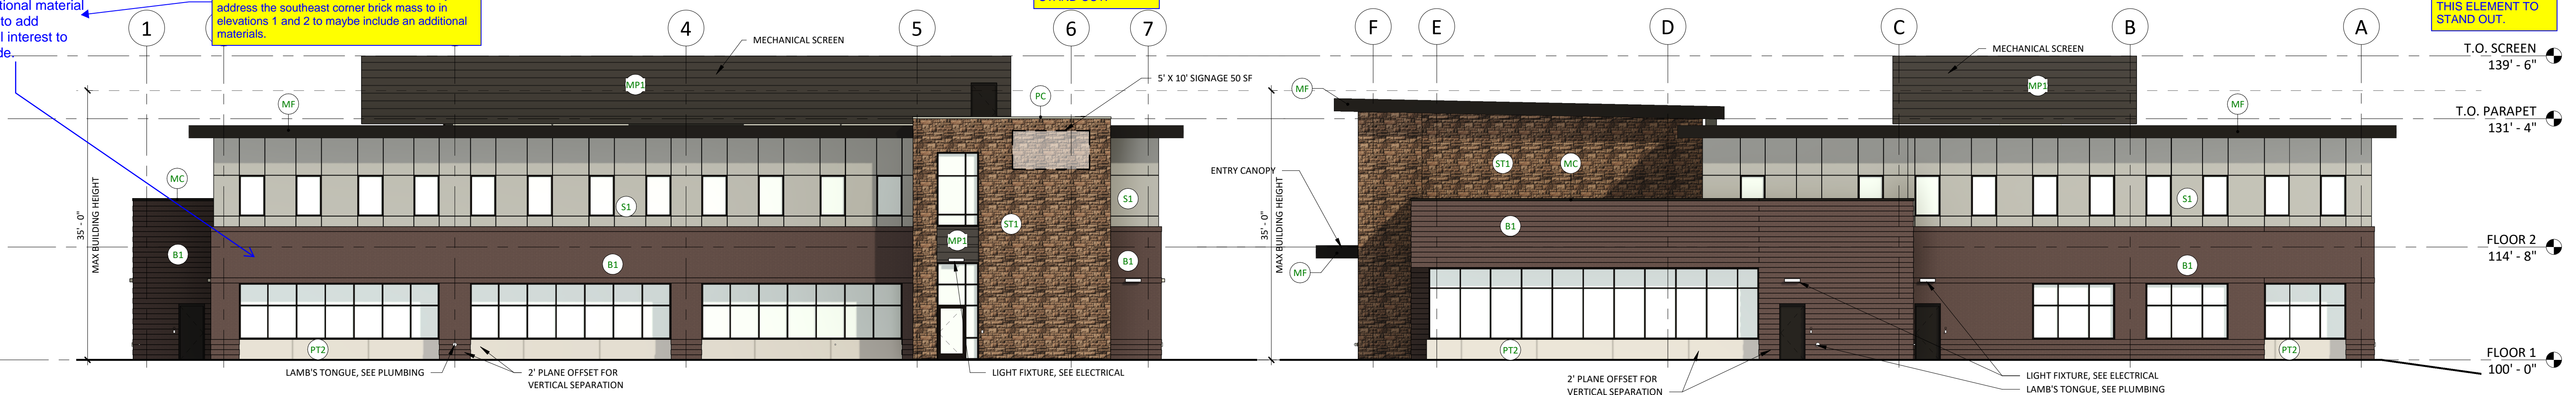 tional material
to add
l interest to
de.
address the southeast corner brick mass to in
elevations 1 and 2 to maybe include an additional
materials.
THIS ELEMENT TO
STAND OUT.
1
4
5
6
7
F
E
D
C
B
A
MECHANICAL SCREEN
MP1
5' X 10' SIGNAGE 50 SF
PC
MF
MC
35' - 0"
MAX BUILDING HEIGHT
B1
S1
B1
ST1
MP1
S1
B1
PT2
LAMB'S TONGUE, SEE PLUMBING
2' PLANE OFFSET FOR
VERTICAL SEPARATION
LIGHT FIXTURE, SEE ELECTRICAL
MECHANICAL SCREEN
MP1
MF
MF
ENTRY CANOPY
MF
35' - 0"
MAX BUILDING HEIGHT
ST1
MC
B1
S1
B1
PT2
PT2
2' PLANE OFFSET FOR
VERTICAL SEPARATION
LIGHT FIXTURE, SEE ELECTRICAL
LAMB'S TONGUE, SEE PLUMBING
T.O. SCREEN
139' - 6"
T.O. PARAPET
131' - 4"
FLOOR 2
114' - 8"
FLOOR 1
100' - 0"